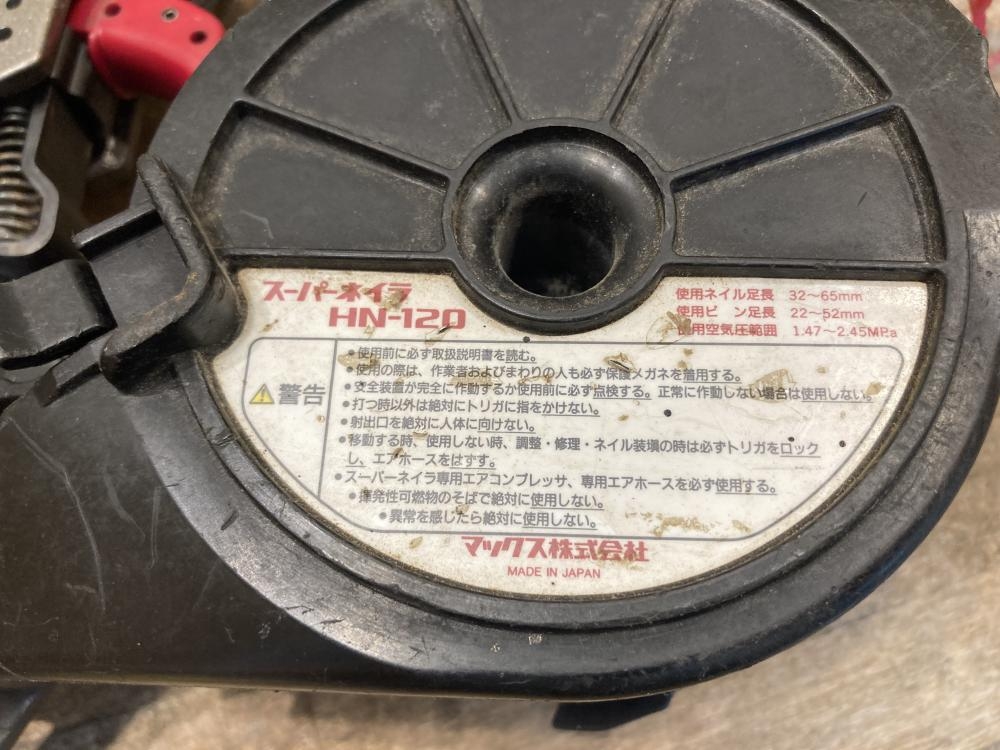 スーパーネイラ
HN-120
使用ネイル足長 32〜65mm
使用ピン足長 22〜52mm
使用空気圧範囲 1.47〜2.45MPa
警告
●使用前に必ず取扱説明書を読む。
●使用の際は、作業者およびまわりの人も必ず保護メガネを着用する。
●安全装置が完全に作動するか使用前に必ず点検する。正常に作動しない場合は使用しない。
●打つ時以外は絶対にトリガに指をかけない。
●射出口を絶対に人体に向けない。
●移動する時、使用しない時、調整・修理・ネイル装填の時は必ずトリガをロック
し、エアホースをはずす。
●スーパーネイラ専用エアコンプレッサ、専用エアホースを必ず使用する。
●揮発性可燃物のそばで絶対に使用しない。
●異常を感じたら絶対に使用しない。
マックス株式会社
MADE IN JAPAN